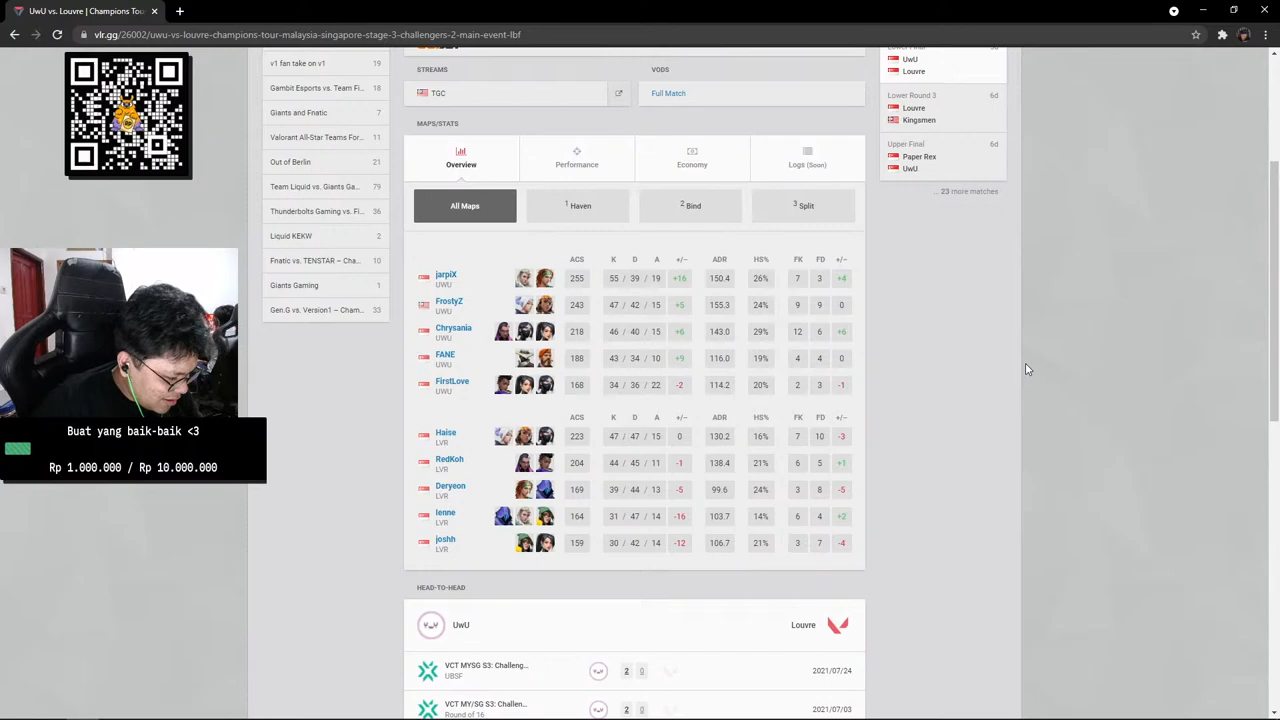 UwU vs. Louvre | Champions Tou
vlr.gg/26002/uwu-vs-louvre-champions-tour-malaysia-singapore-stage-3-challengers-2-main-event-lbf
v1 fan take on v1 19
Gambit Esports vs. Team Fi... 18
Giants and Fnatic 7
Valorant All-Star Teams For... 11
Out of Berlin 21
Team Liquid vs. Giants Ga... 79
Thunderbolts Gaming vs. Fi... 36
Liquid KEKW 2
Fnatic vs. TENSTAR – Cha... 10
Giants Gaming 1
Gen.G vs. Version1 – Cham... 33
Buat yang baik-baik <3
Rp 1.000.000 / Rp 10.000.000
STREAMS
TGC
VODS
Full Match
MAPS/STATS
Overview
Performance
Economy
Logs (Soon)
All Maps
1 Haven
2 Bind
3 Split
ACS K D A +/– ADR HS% FK FD +/–
jarpiX 255 55 / 39 / 19 +16 150.4 26% 7 3 +4
UWU
FrostyZ 243 47 / 42 / 15 +5 155.3 24% 9 9 0
UWU
Chrysania 218 46 / 40 / 15 +6 143.0 29% 12 6 +6
UWU
FANE 188 43 / 34 / 10 +9 116.0 19% 4 4 0
UWU
FirstLove 168 34 / 36 / 22 -2 114.2 20% 2 3 -1
UWU
ACS K D A +/– ADR HS% FK FD +/–
Haise 223 47 / 47 / 15 0 130.2 16% 7 10 -3
LVR
RedKoh 204 44 / 45 / 11 -1 138.4 19% 6 5 +1
LVR
Deryeon 169 39 / 44 / 13 -5 99.6 24% 3 8 -5
LVR
Ienne 164 31 / 47 / 14 -16 103.7 14% 6 4 +2
LVR
joshh 159 30 / 42 / 14 -12 106.7 21% 3 7 -4
LVR
HEAD-TO-HEAD
UwU
Louvre
VCT MYSG S3: Challeng... 2 0 2021/07/24
UBSF
VCT MY/SG S3: Challen... 2 0 2021/07/03
Round of 16
Lower Final
UwU
Louvre
Lower Round 3 6d
Louvre
Kingsmen
Upper Final 6d
Paper Rex
UwU
... 23 more matches